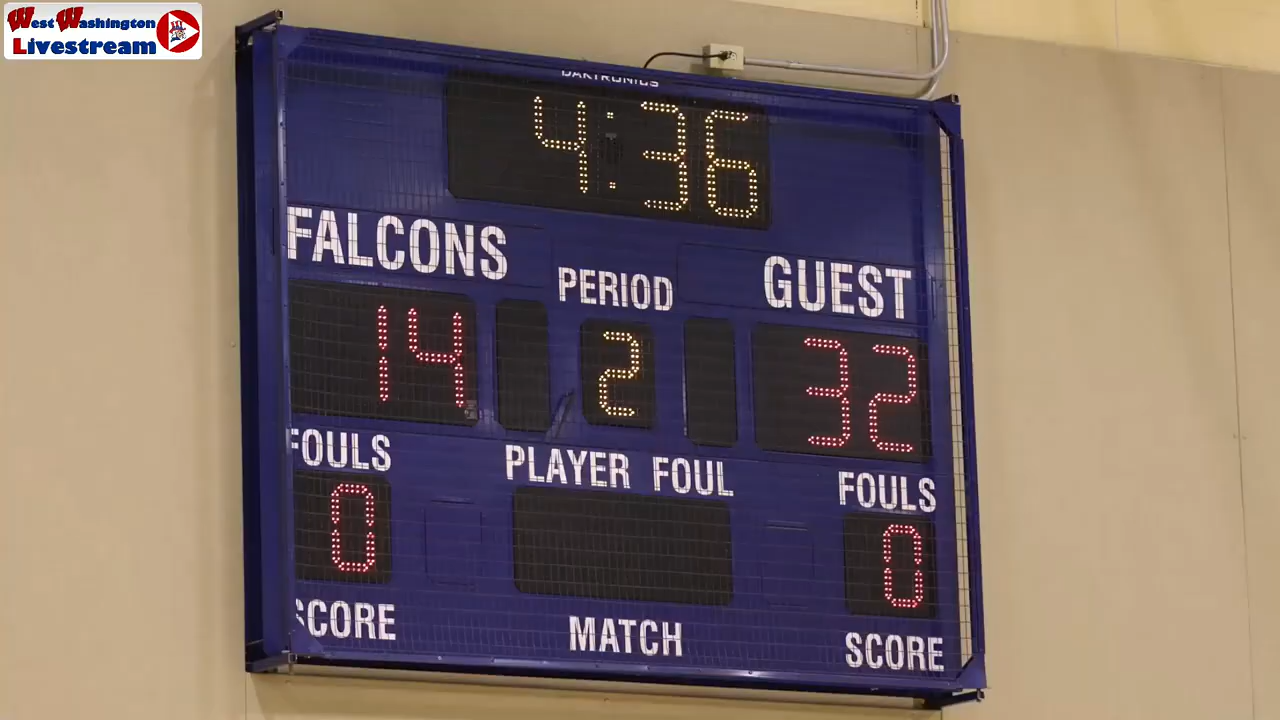 West Washington
Livestream
DAKTRONICS
4:36
FALCONS
PERIOD
GUEST
14
2
32
FOULS
PLAYER FOUL
FOULS
0
0
SCORE
MATCH
SCORE